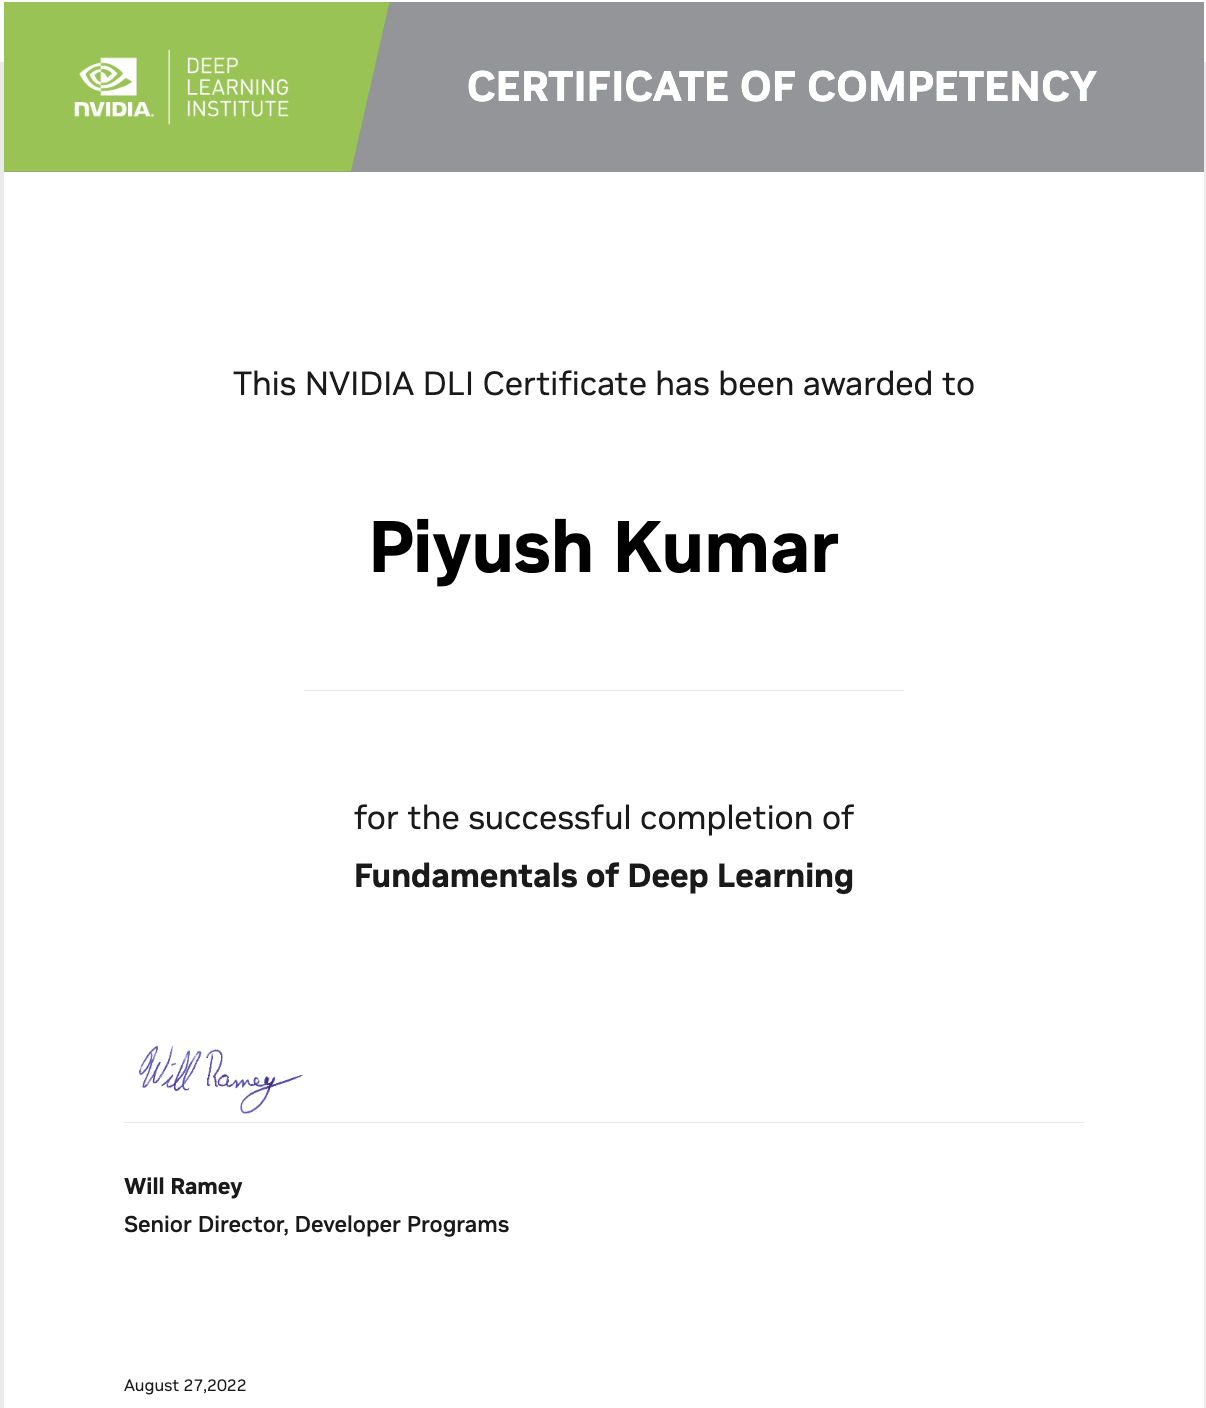 NVIDIA.
DEEP
LEARNING
INSTITUTE
CERTIFICATE OF COMPETENCY
This NVIDIA DLI Certificate has been awarded to
Piyush Kumar
for the successful completion of
Fundamentals of Deep Learning
Will Ramey
Will Ramey
Senior Director, Developer Programs
August 27,2022